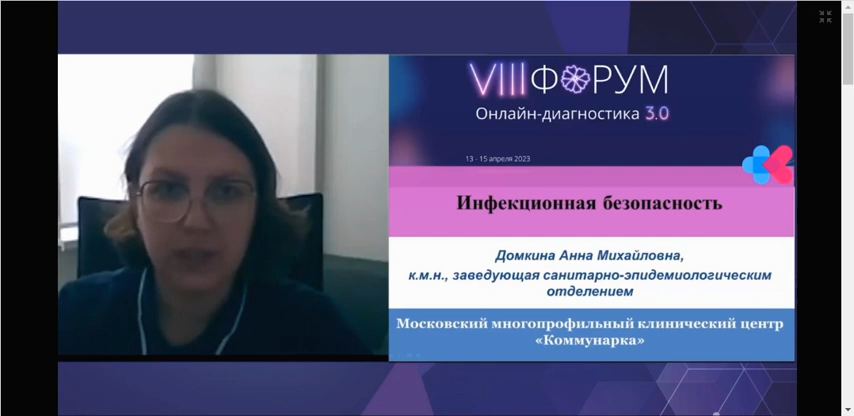 VIII ФОРУМ
Онлайн-диагностика 3.0
13 - 15 апреля 2023
Инфекционная безопасность
Домкина Анна Михайловна,
к.м.н., заведующая санитарно-эпидемиологическим
отделением
Московский многопрофильный клинический центр
«Коммунарка»